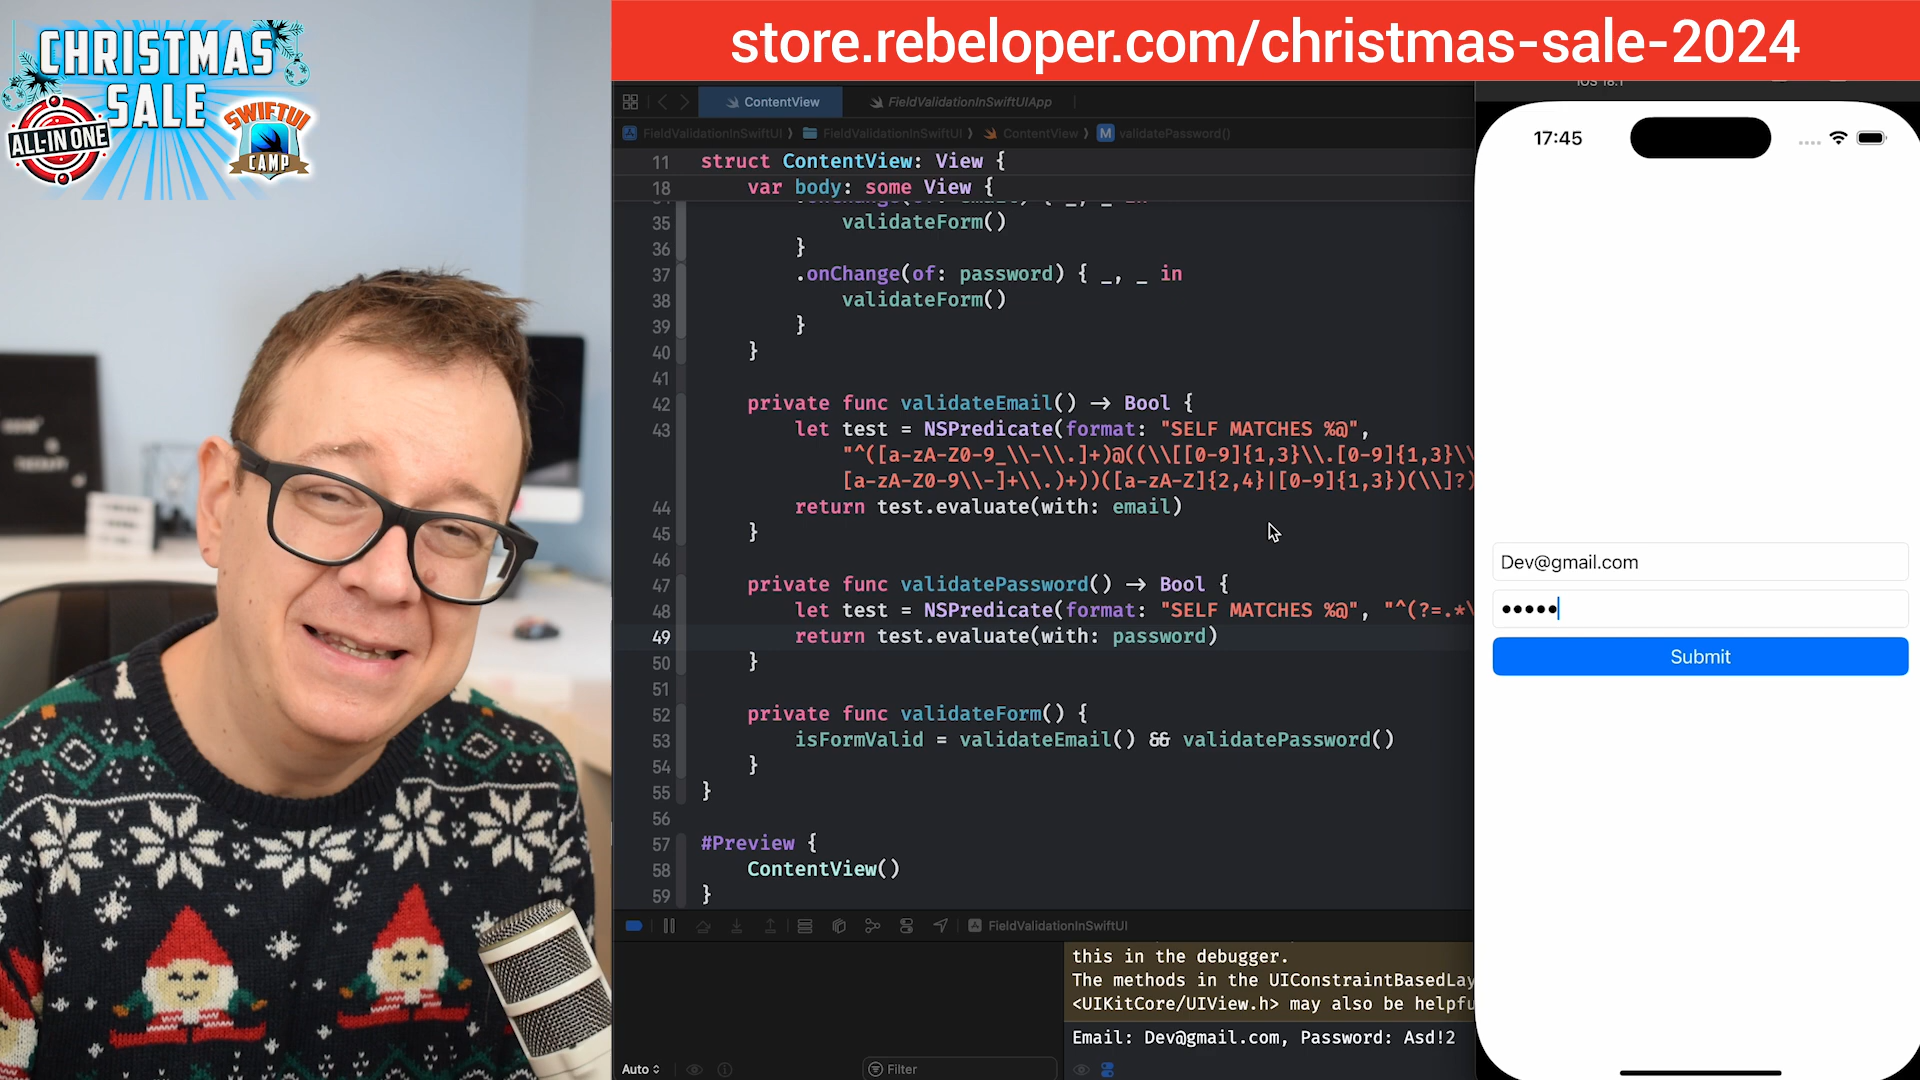 CHRISTMAS
SALE
ALL-IN ONE
SWIFTUI
CAMP
store.rebeloper.com/christmas-sale-2024
ContentView
FieldValidationInSwiftUIApp
FieldValidationInSwiftUI
FieldValidationInSwiftUI
ContentView
M validatePassword()
11 struct ContentView: View {
18 var body: some View {
35 validateForm()
36 }
37 .onChange(of: password) { _, _ in
38 validateForm()
39 }
40 }
41
42 private func validateEmail() -> Bool {
43 let test = NSPredicate(format: "SELF MATCHES %@",
"^([a-zA-Z0-9_\\-\\.]+)@((\\[[0-9]{1,3}\\.[0-9]{1,3}\\
[a-zA-Z0-9\\-]+\\.)+))([a-zA-Z]{2,4}|[0-9]{1,3})(\\]?)
44 return test.evaluate(with: email)
45 }
46
47 private func validatePassword() -> Bool {
48 let test = NSPredicate(format: "SELF MATCHES %@", "^(?=.*\
49 return test.evaluate(with: password)
50 }
51
52 private func validateForm() {
53 isFormValid = validateEmail() && validatePassword()
54 }
55 }
56
57 #Preview {
58 ContentView()
59 }
FieldValidationInSwiftUI
this in the debugger.
The methods in the UIConstraintBasedLay
<UIKitCore/UIView.h> may also be helpfu
Email: Dev@gmail.com, Password: Asd!2
Auto
Filter
17:45
Dev@gmail.com
•••••
Submit